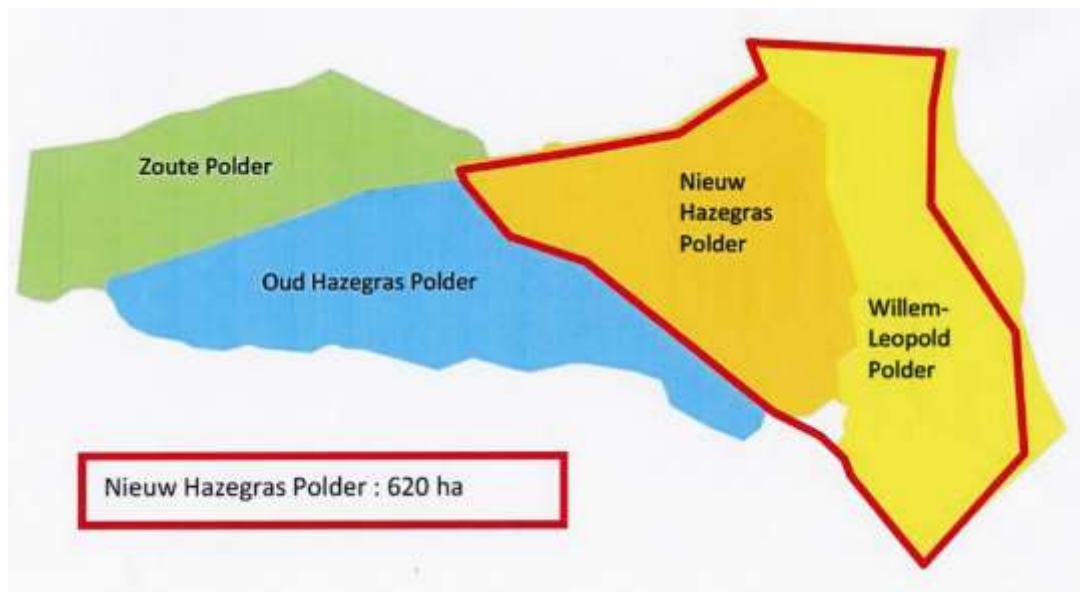 Zoute Polder
Oud Hazegras Polder
Nieuw
Hazegras
Polder
Willem-
Leopold
Polder
Nieuw Hazegras Polder : 620 ha